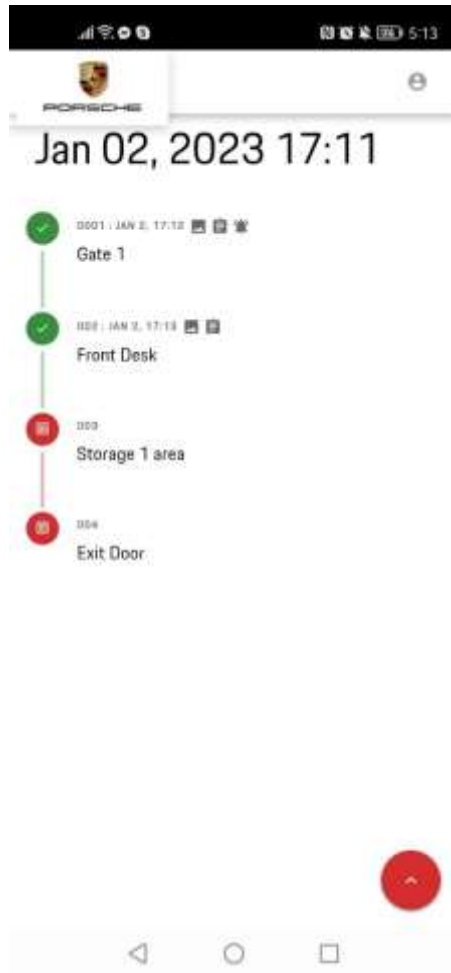 5:13
PORSCHE
Jan 02, 2023 17:11
0001 : JAN 2, 17:12
Gate 1
002 : JAN 2, 17:13
Front Desk
003
Storage 1 area
004
Exit Door